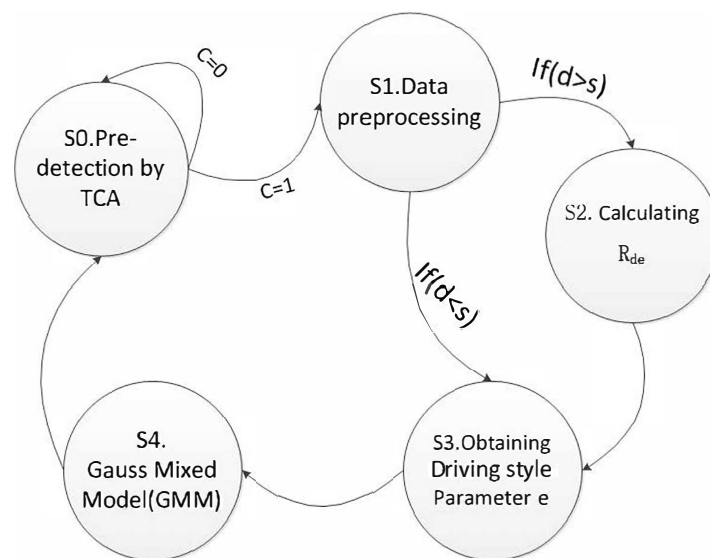 C=0
S0.Pre-
detection by
TCA
C=1
S1.Data
preprocessing
If(d>s)
S2. Calculating
Rde
If(d<s)
S3.Obtaining
Driving style
Parameter e
S4.
Gauss Mixed
Model(GMM)